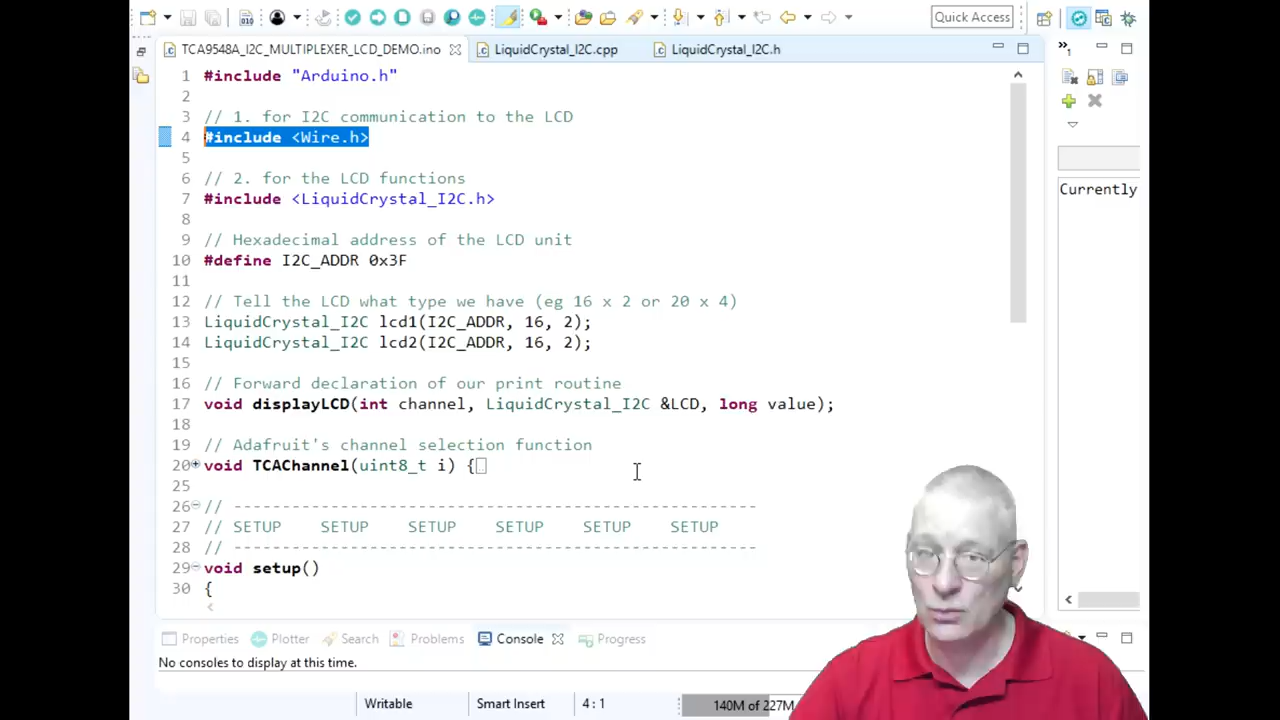 Quick Access
TCA9548A_I2C_MULTIPLEXER_LCD_DEMO.ino
LiquidCrystal_I2C.cpp
LiquidCrystal_I2C.h
1 #include "Arduino.h"
2
3 // 1. for I2C communication to the LCD
4 #include <Wire.h>
5
6 // 2. for the LCD functions
7 #include <LiquidCrystal_I2C.h>
8
9 // Hexadecimal address of the LCD unit
10 #define I2C_ADDR 0x3F
11
12 // Tell the LCD what type we have (eg 16 x 2 or 20 x 4)
13 LiquidCrystal_I2C lcd1(I2C_ADDR, 16, 2);
14 LiquidCrystal_I2C lcd2(I2C_ADDR, 16, 2);
15
16 // Forward declaration of our print routine
17 void displayLCD(int channel, LiquidCrystal_I2C &LCD, long value);
18
19 // Adafruit's channel selection function
20 void TCAChannel(uint8_t i) {
25
26 // ------------------------------------------------------
27 // SETUP SETUP SETUP SETUP SETUP SETUP
28 // ------------------------------------------------------
29 void setup()
30 {
Currently
Properties Plotter Search Problems Console Progress
No consoles to display at this time.
Writable Smart Insert 4 : 1 140M of 227M